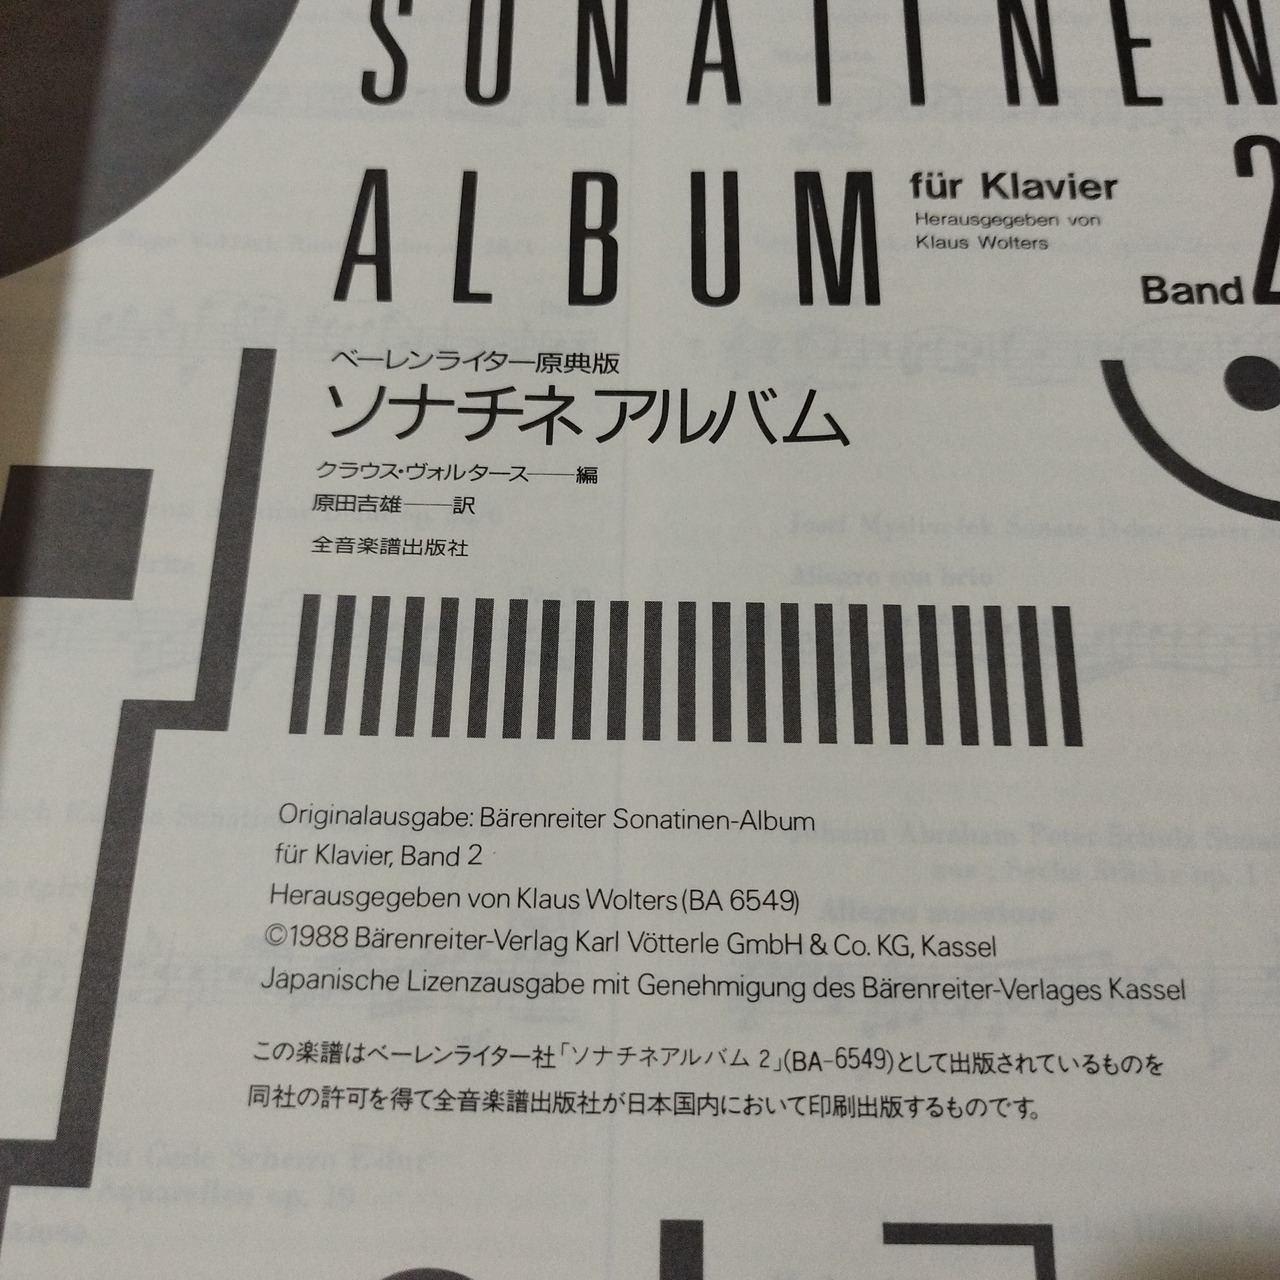 SONATINEN
ALBUM
für Klavier
Herausgegeben von
Klaus Wolters
Band 2
ベーレンライター原典版
ソナチネ アルバム
クラウス・ヴォルタース——編
原田吉雄——訳
全音楽譜出版社
Originalausgabe: Bärenreiter Sonatinen-Album
für Klavier, Band 2
Herausgegeben von Klaus Wolters (BA 6549)
©1988 Bärenreiter-Verlag Karl Vötterle GmbH & Co. KG, Kassel
Japanische Lizenzausgabe mit Genehmigung des Bärenreiter-Verlages Kassel
この楽譜はベーレンライター社「ソナチネアルバム 2」(BA-6549)として出版されているものを
同社の許可を得て全音楽譜出版社が日本国内において印刷出版するものです。